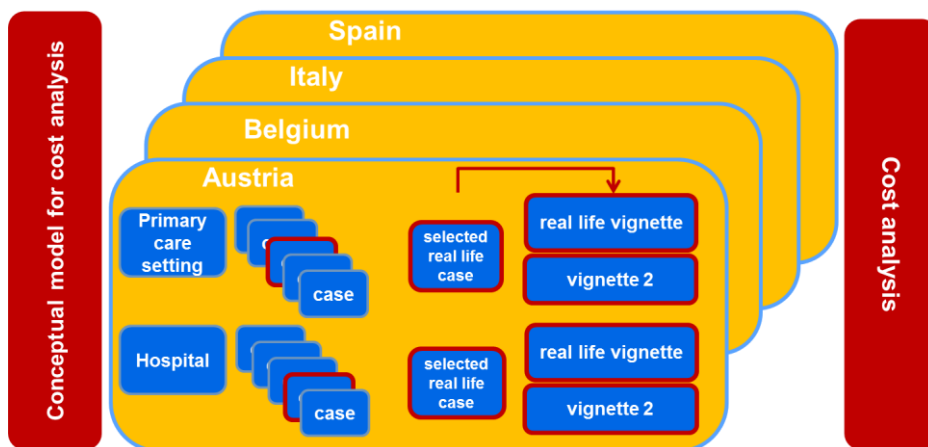 Conceptual model for cost analysis
Spain
Italy
Belgium
Austria
Primary
care
setting
case
selected
real life
case
real life vignette
vignette 2
Hospital
case
selected
real life
case
real life vignette
vignette 2
Cost analysis